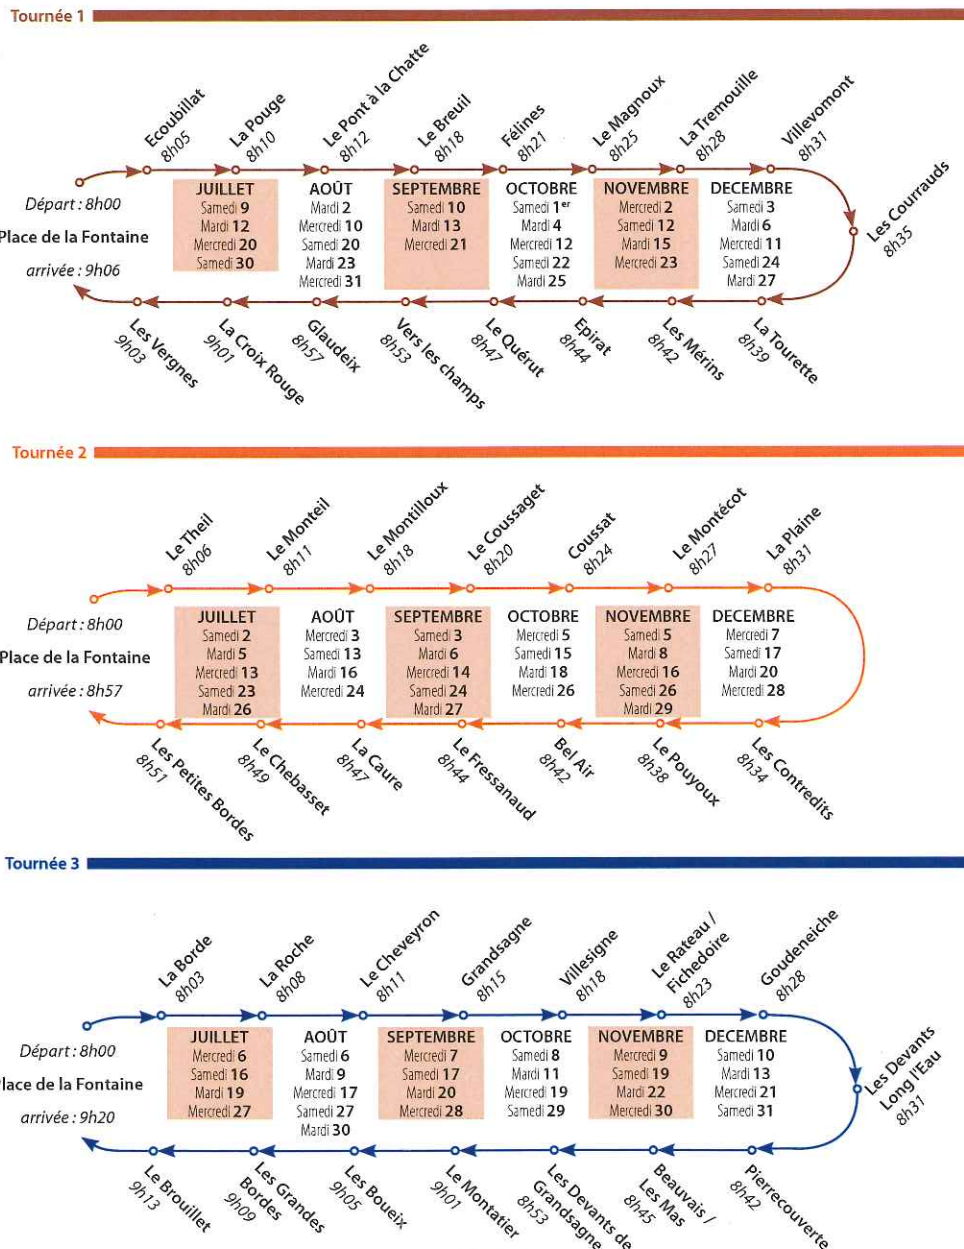 Tournée 1
Ecoubillat
8h05
La Pouge
8h10
Le Pont à la Chatte
8h12
Le Breuil
8h18
Félines
8h21
Le Magnoux
8h25
La Tremouille
8h28
Villevomont
8h31
Les Courrauds
8h35
Départ : 8h00
Place de la Fontaine
arrivée : 9h06
JUILLET
Samedi 9
Mardi 12
Mercredi 20
Samedi 30
AOÛT
Mardi 2
Mercredi 10
Samedi 20
Mardi 23
Mercredi 31
SEPTEMBRE
Samedi 10
Mardi 13
Mercredi 21
OCTOBRE
Samedi 1er
Mardi 4
Mercredi 12
Samedi 22
Mardi 25
NOVEMBRE
Mercredi 2
Samedi 12
Mardi 15
Mercredi 23
DECEMBRE
Samedi 3
Mardi 6
Mercredi 11
Samedi 24
Mardi 27
Les Vergnes
9h03
La Croix Rouge
9h01
Glaudeix
8h57
Vers les champs
8h53
Le Quérut
8h47
Epirat
8h44
Les Mérins
8h42
La Tourette
8h39
Tournée 2
Le Theil
8h06
Le Monteil
8h11
Le Montilloux
8h18
Le Coussaget
8h20
Coussat
8h24
Le Montécot
8h27
La Plaine
8h31
Départ : 8h00
Place de la Fontaine
arrivée : 8h57
JUILLET
Samedi 2
Mardi 5
Mercredi 13
Samedi 23
Mardi 26
AOÛT
Mercredi 3
Samedi 13
Mardi 16
Mercredi 24
SEPTEMBRE
Samedi 3
Mardi 6
Mercredi 14
Samedi 24
Mardi 27
OCTOBRE
Mercredi 5
Samedi 15
Mardi 18
Mercredi 26
NOVEMBRE
Samedi 5
Mardi 8
Mercredi 16
Samedi 26
Mardi 29
DECEMBRE
Mercredi 7
Samedi 17
Mardi 20
Mercredi 28
Les Petites Bordes
8h51
Le Chebasset
8h49
La Caure
8h47
Le Fressanaud
8h44
Bel Air
8h42
Le Pouyoux
8h38
Les Contredits
8h34
Tournée 3
La Borde
8h03
La Roche
8h08
Le Cheveyron
8h11
Grandsagne
8h15
Villesigne
8h18
Le Rateau /
Fichedoire
8h23
Goudeneiche
8h28
Les Devants
Long l'Eau
8h31
Départ : 8h00
Place de la Fontaine
arrivée : 9h20
JUILLET
Mercredi 6
Samedi 16
Mardi 19
Mercredi 27
AOÛT
Samedi 6
Mardi 9
Mercredi 17
Samedi 27
Mardi 30
SEPTEMBRE
Mercredi 7
Samedi 17
Mardi 20
Mercredi 28
OCTOBRE
Samedi 8
Mardi 11
Mercredi 19
Samedi 29
NOVEMBRE
Mercredi 9
Samedi 19
Mardi 22
Mercredi 30
DECEMBRE
Samedi 10
Mardi 13
Mercredi 21
Samedi 31
Le Brouillet
9h13
Les Grandes
Bordes
9h09
Les Boueix
9h05
Le Montatier
9h01
Les Devants de
Grandsagne
8h53
Beauvais /
Les Mas
8h45
Pierrecouverte
8h42